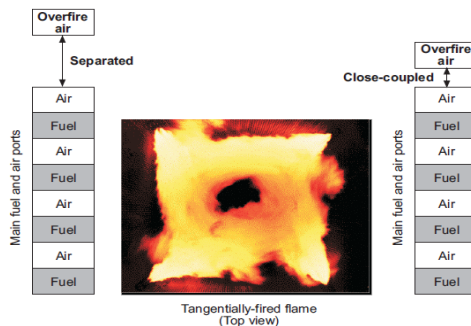 Overfire
air
Separated
Air
Fuel
Air
Fuel
Air
Fuel
Air
Fuel
Main fuel and air ports
Tangentially-fired flame
(Top view)
Overfire
air
Close-coupled
Air
Fuel
Air
Fuel
Air
Fuel
Air
Fuel
Main fuel and air ports